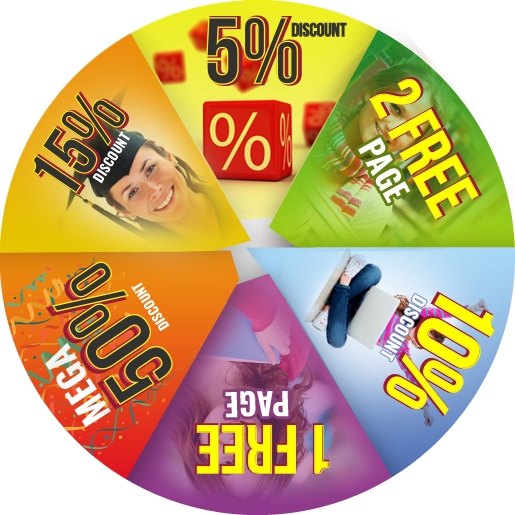 5%
DISCOUNT
%
%
%
2 FREE
PAGE
10%
DISCOUNT
1 FREE
PAGE
MEGA
50%
DISCOUNT
15%
DISCOUNT